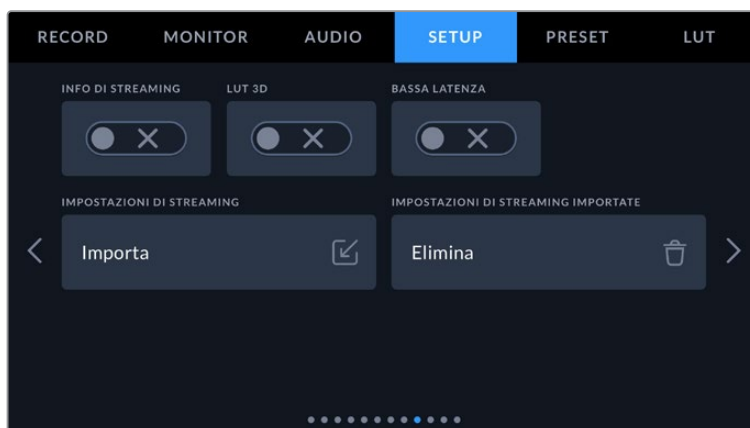 RECORD MONITOR AUDIO SETUP PRESET LUT
INFO DI STREAMING LUT 3D BASSA LATENZA
IMPOSTAZIONI DI STREAMING IMPOSTAZIONI DI STREAMING IMPORTATE
Importa Elimina